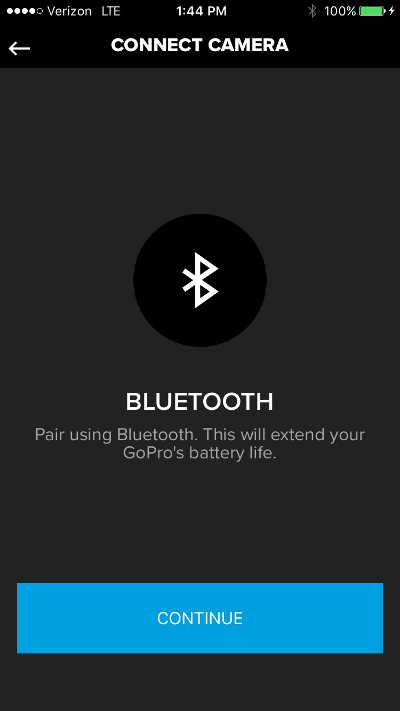 Verizon LTE 1:44 PM 100%
CONNECT CAMERA
BLUETOOTH
Pair using Bluetooth. This will extend your
GoPro's battery life.
CONTINUE